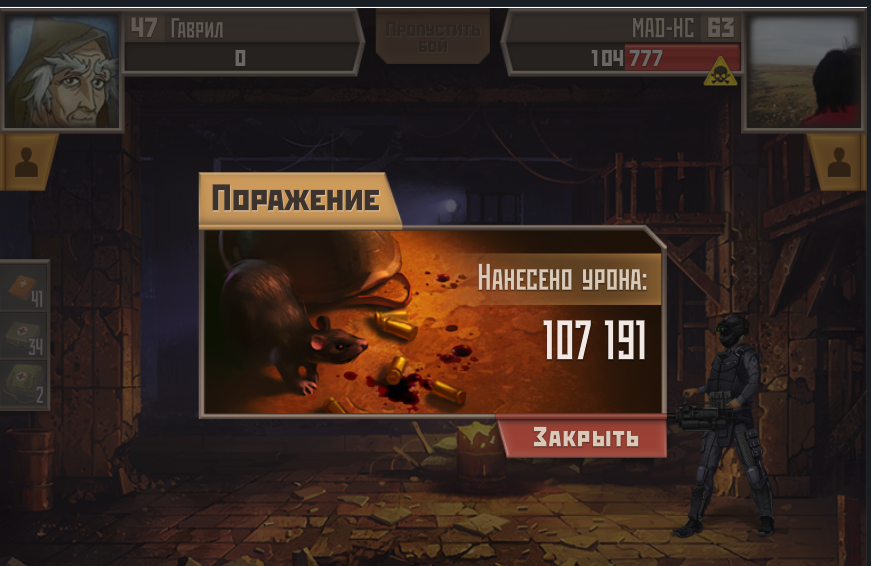 47 Гаврил
0
Пропустить
бой
MAD-HC 63
104 777
Поражение
Нанесено урона:
107 191
41
34
2
Закрыть